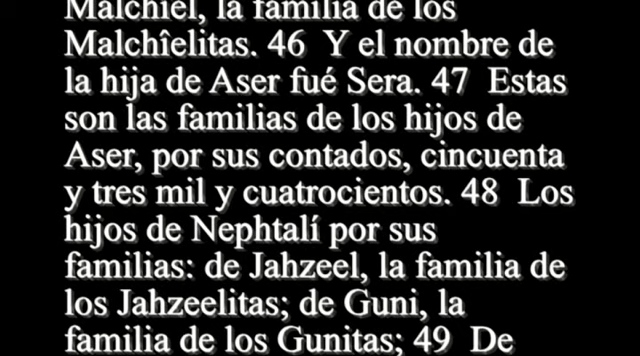 Malchîel, la familia de los
Malchîelitas. 46 Y el nombre de
la hija de Aser fué Sera. 47 Estas
son las familias de los hijos de
Aser, por sus contados, cincuenta
y tres mil y cuatrocientos. 48 Los
hijos de Nephtalí por sus
familias: de Jahzeel, la familia de
los Jahzeelitas; de Guni, la
familia de los Gunitas; 49 De